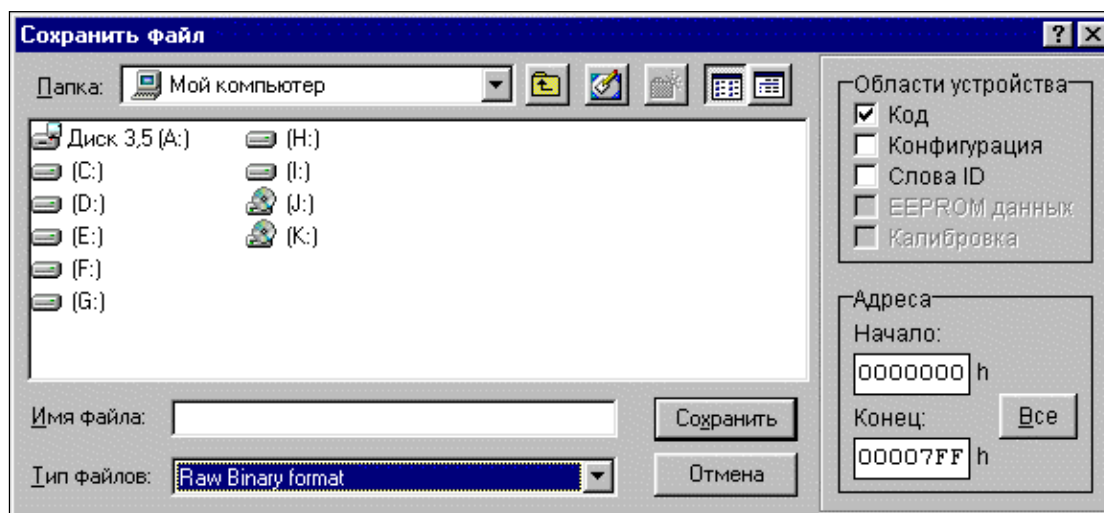 Сохранить файл
Папка: Мой компьютер
Диск 3,5 (A:)
(C:)
(D:)
(E:)
(F:)
(G:)
(H:)
(I:)
(J:)
(K:)
Имя файла:
Сохранить
Тип файлов: Raw Binary format
Отмена
Области устройства
Код
Конфигурация
Слова ID
EEPROM данных
Калибровка
Адреса
Начало:
0000000 h
Конец:
00007FF h
Все